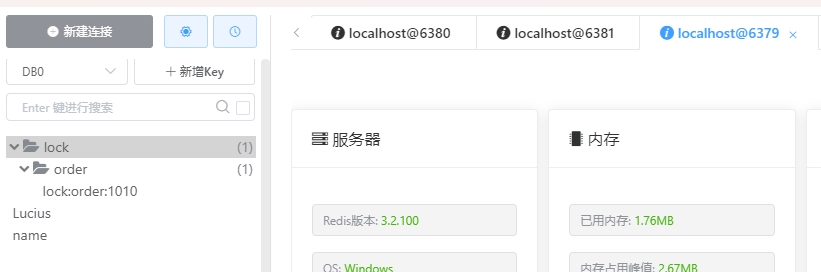 新建连接
localhost@6380
localhost@6381
localhost@6379
DB0
新增Key
Enter 键进行搜索
lock (1)
order (1)
lock:order:1010
Lucius
name
服务器
内存
Redis版本: 3.2.100
已用内存: 1.76MB
OS: Windows
内存占用峰值: 2.67MB